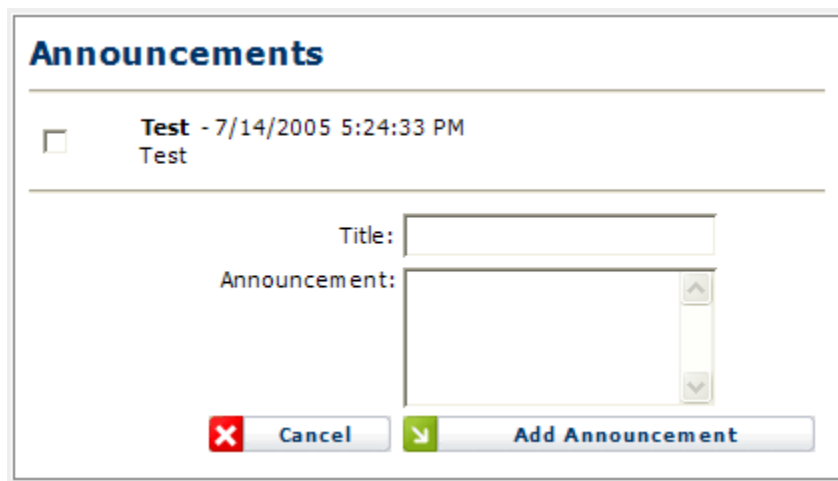 Announcements
Test - 7/14/2005 5:24:33 PM
Test
Title:
Announcement:
Cancel
Add Announcement